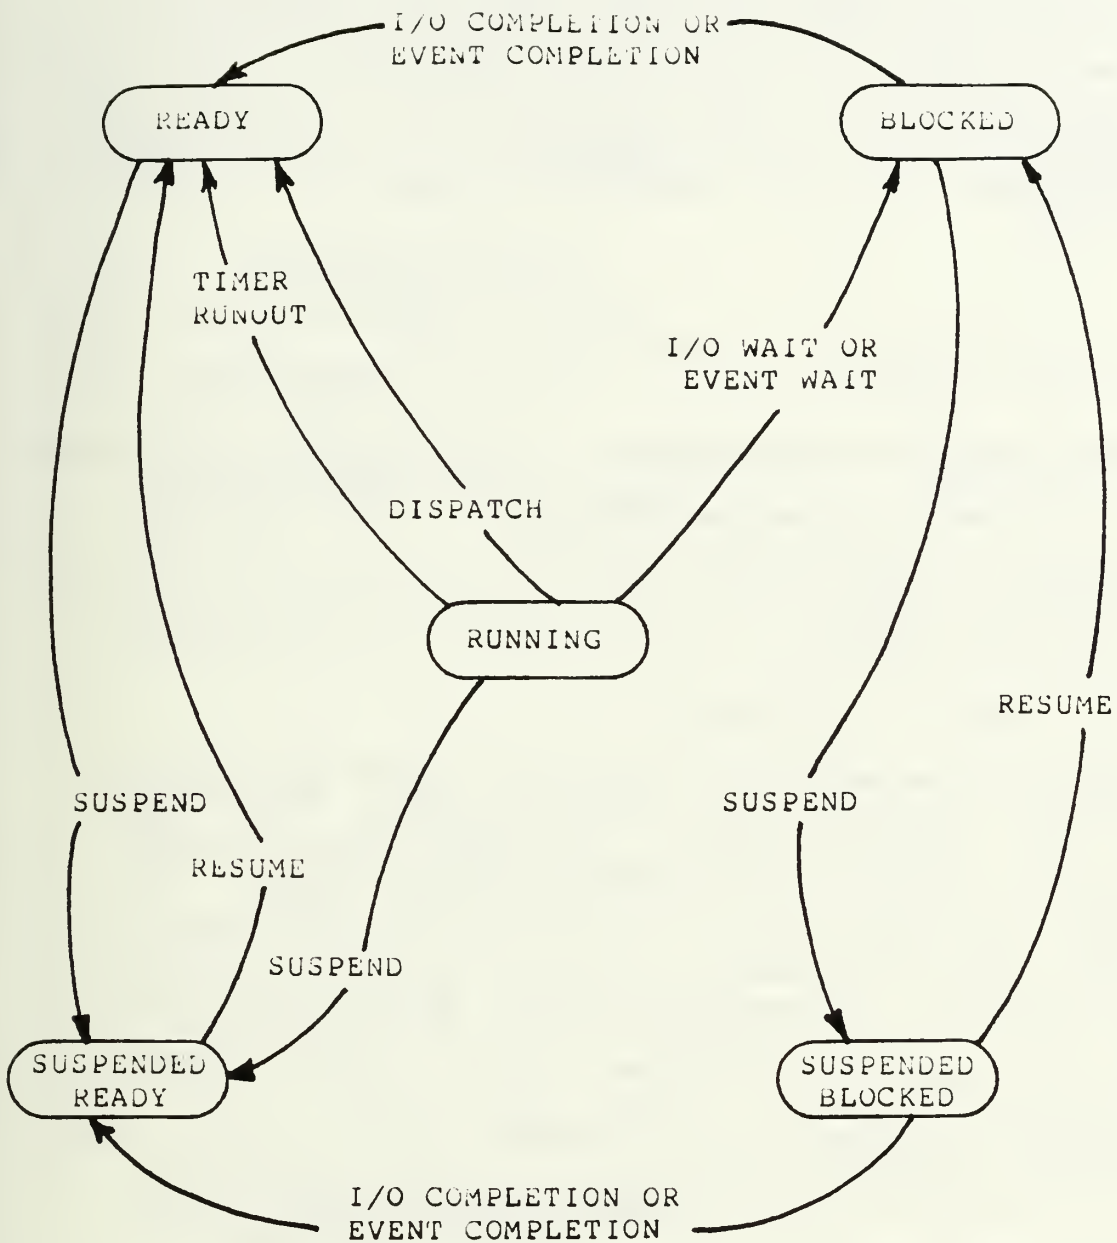 I/O COMPLETION OR
EVENT COMPLETION
READY
BLOCKED
TIMER
RUNOUT
I/O WAIT OR
EVENT WAIT
DISPATCH
RUNNING
RESUME
SUSPEND
SUSPEND
RESUME
SUSPEND
SUSPENDED
READY
SUSPENDED
BLOCKED
I/O COMPLETION OR
EVENT COMPLETION